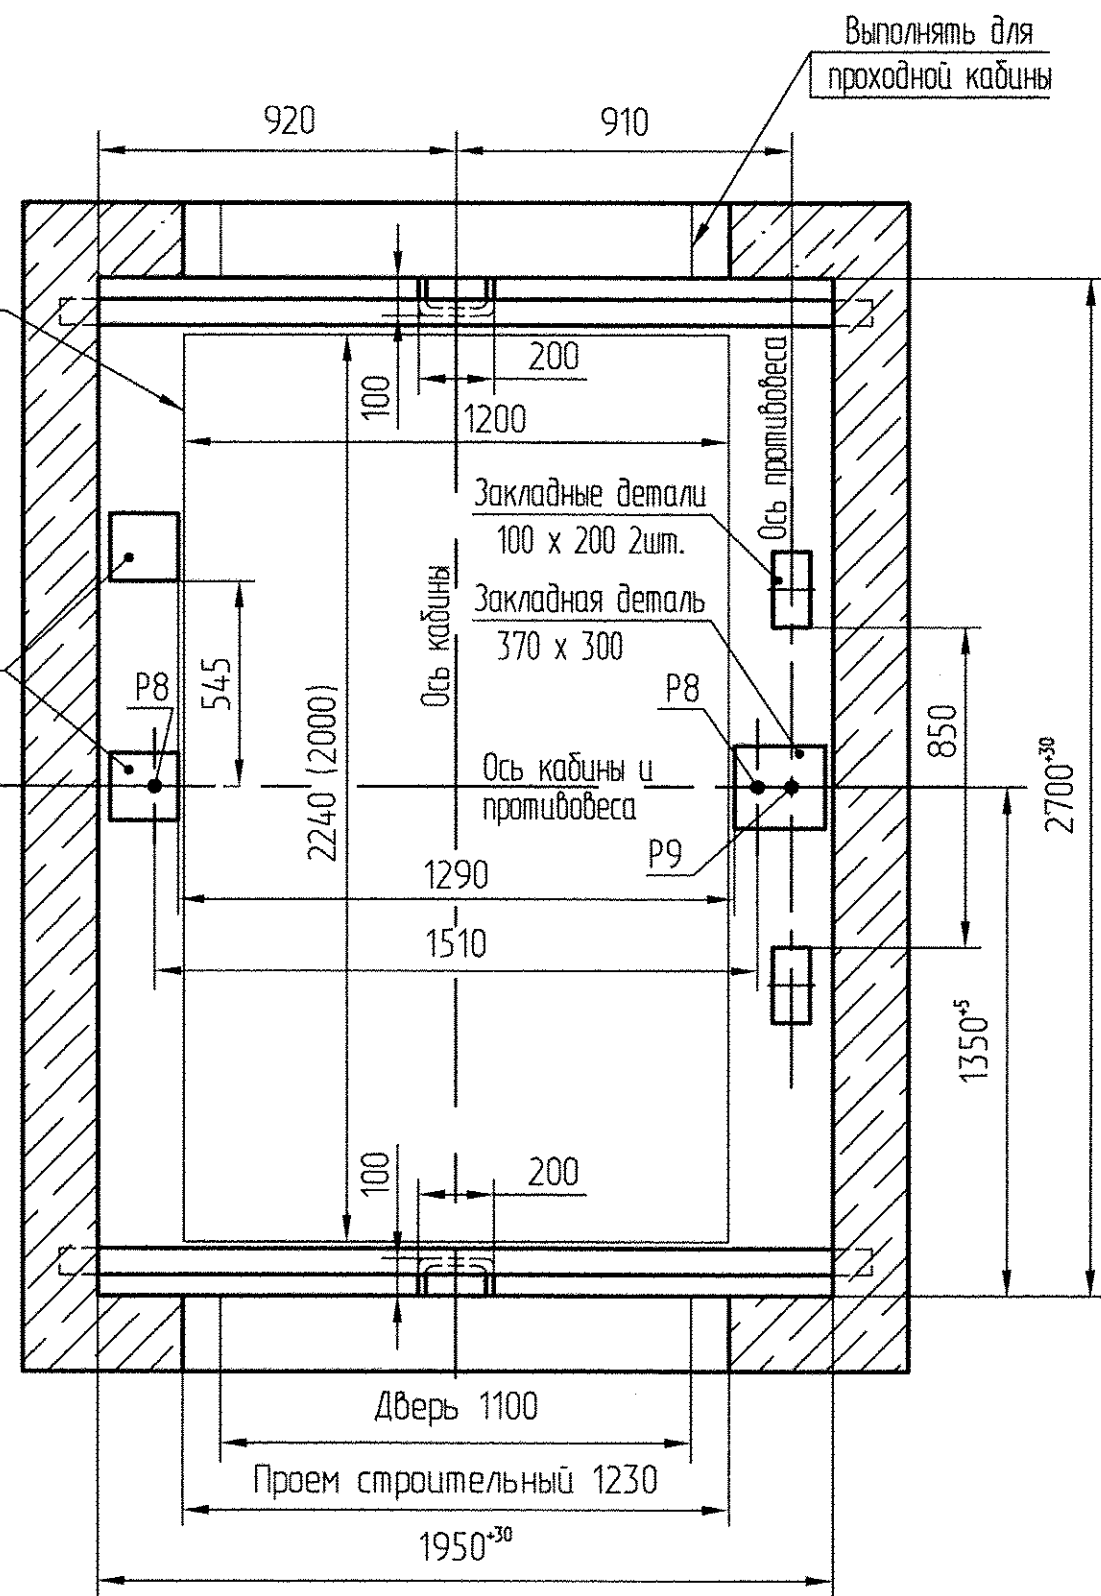 Выполнять для
проходной кабины
920
910
200
100
1200
Ось противовеса
Закладные детали
100 x 200 2шт.
Ось кабины
Закладная деталь
370 x 300
545
P8
P8
2240 (2000)
850
2700⁺³⁰
Ось кабины и
противовеса
P9
1290
1510
1350⁺⁵
100
200
Дверь 1100
Проем строительный 1230
1950⁺³⁰